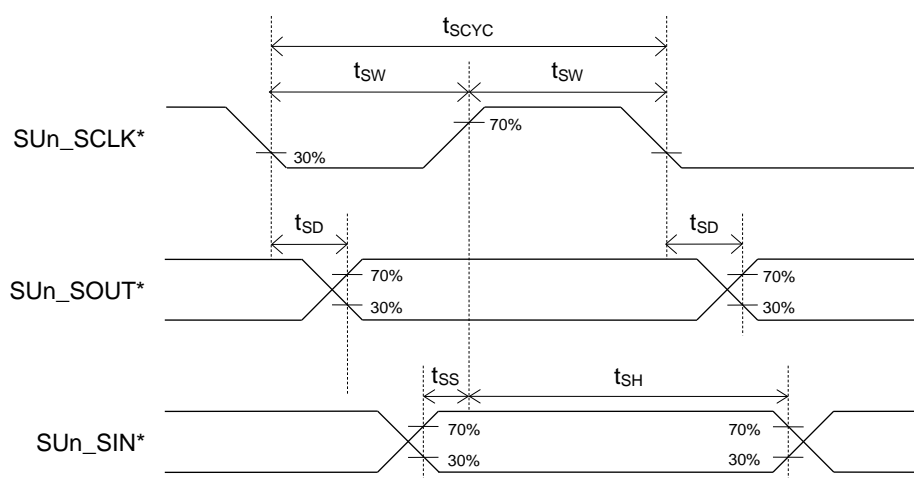 tSCYC
tSW tSW
SUn_SCLK*
70%
30%
tSD tSD
SUn_SOUT*
70% 70%
30% 30%
tSS tSH
SUn_SIN*
70% 70%
30% 30%